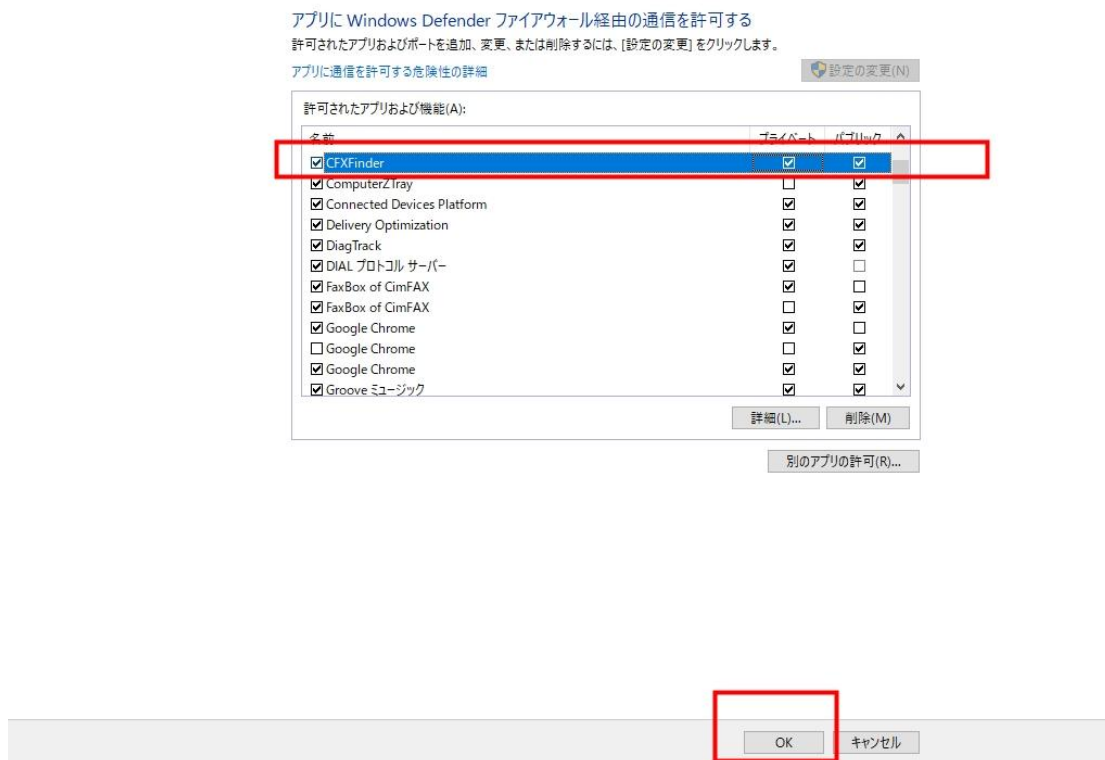 アプリに Windows Defender ファイアウォール経由の通信を許可する
許可されたアプリおよびポートを追加、変更、または削除するには、[設定の変更] をクリックします。
アプリに通信を許可する危険性の詳細
設定の変更(N)
許可されたアプリおよび機能(A):
名前 プライベート パブリック
CFXFinder
ComputerZTray
Connected Devices Platform
Delivery Optimization
DiagTrack
DIAL プロトコル サーバー
FaxBox of CimFAX
FaxBox of CimFAX
Google Chrome
Google Chrome
Google Chrome
Groove ミュージック
詳細(L)... 削除(M)
別のアプリの許可(R)...
OK キャンセル